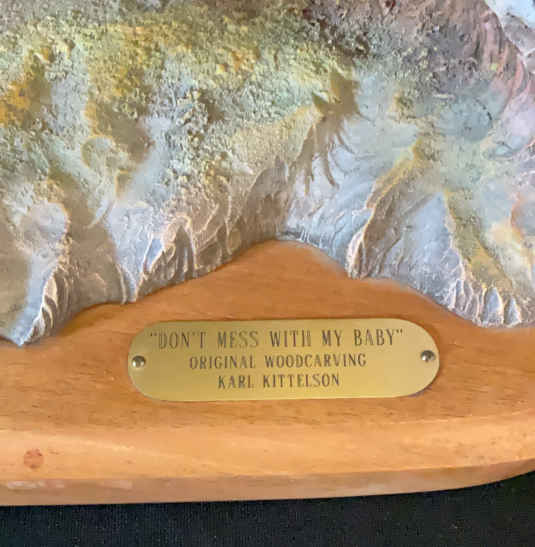 "DON'T MESS WITH MY BABY"
ORIGINAL WOODCARVING
KARL KITTELSON